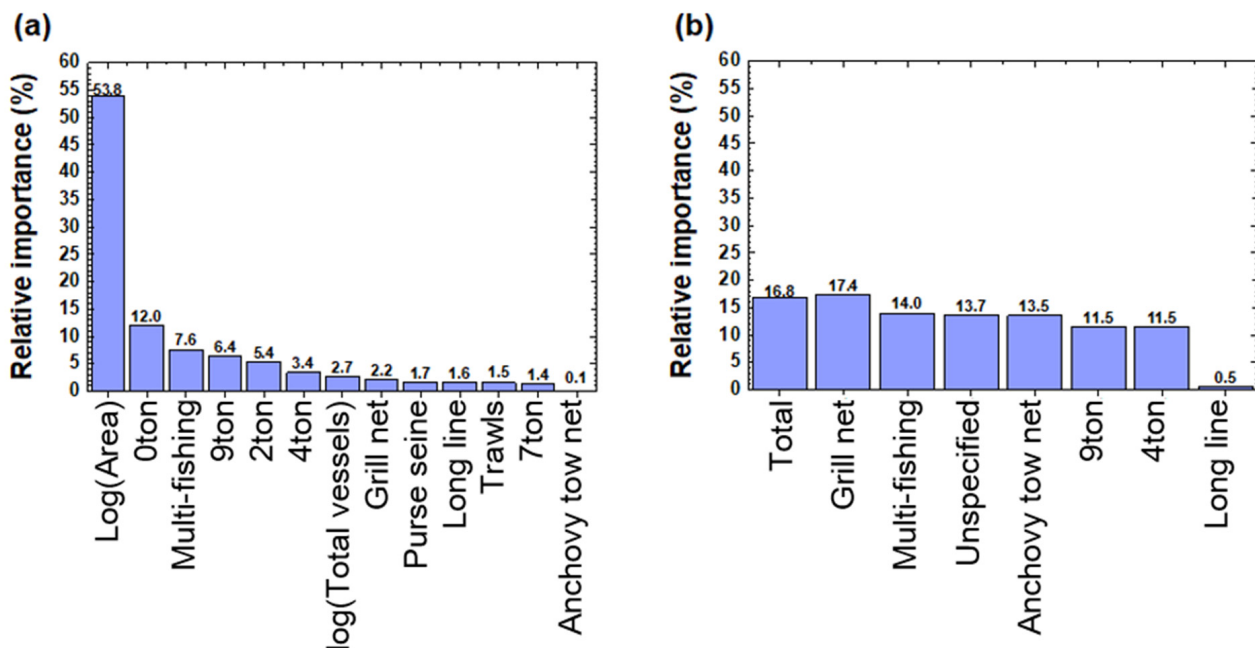 (a)
Relative importance (%)
60
55
50
45
40
35
30
25
20
15
10
5
0
53.8
12.0
7.6
6.4
5.4
3.4
2.7
2.2
1.7
1.6
1.5
1.4
0.1
Log(Area)
0ton
Multi-fishing
9ton
2ton
4ton
log(Total vessels)
Grill net
Purse seine
Long line
Trawls
7ton
Anchovy tow net
(b)
Relative importance (%)
60
55
50
45
40
35
30
25
20
15
10
5
0
16.8
17.4
14.0
13.7
13.5
11.5
11.5
0.5
Total
Grill net
Multi-fishing
Unspecified
Anchovy tow net
9ton
4ton
Long line